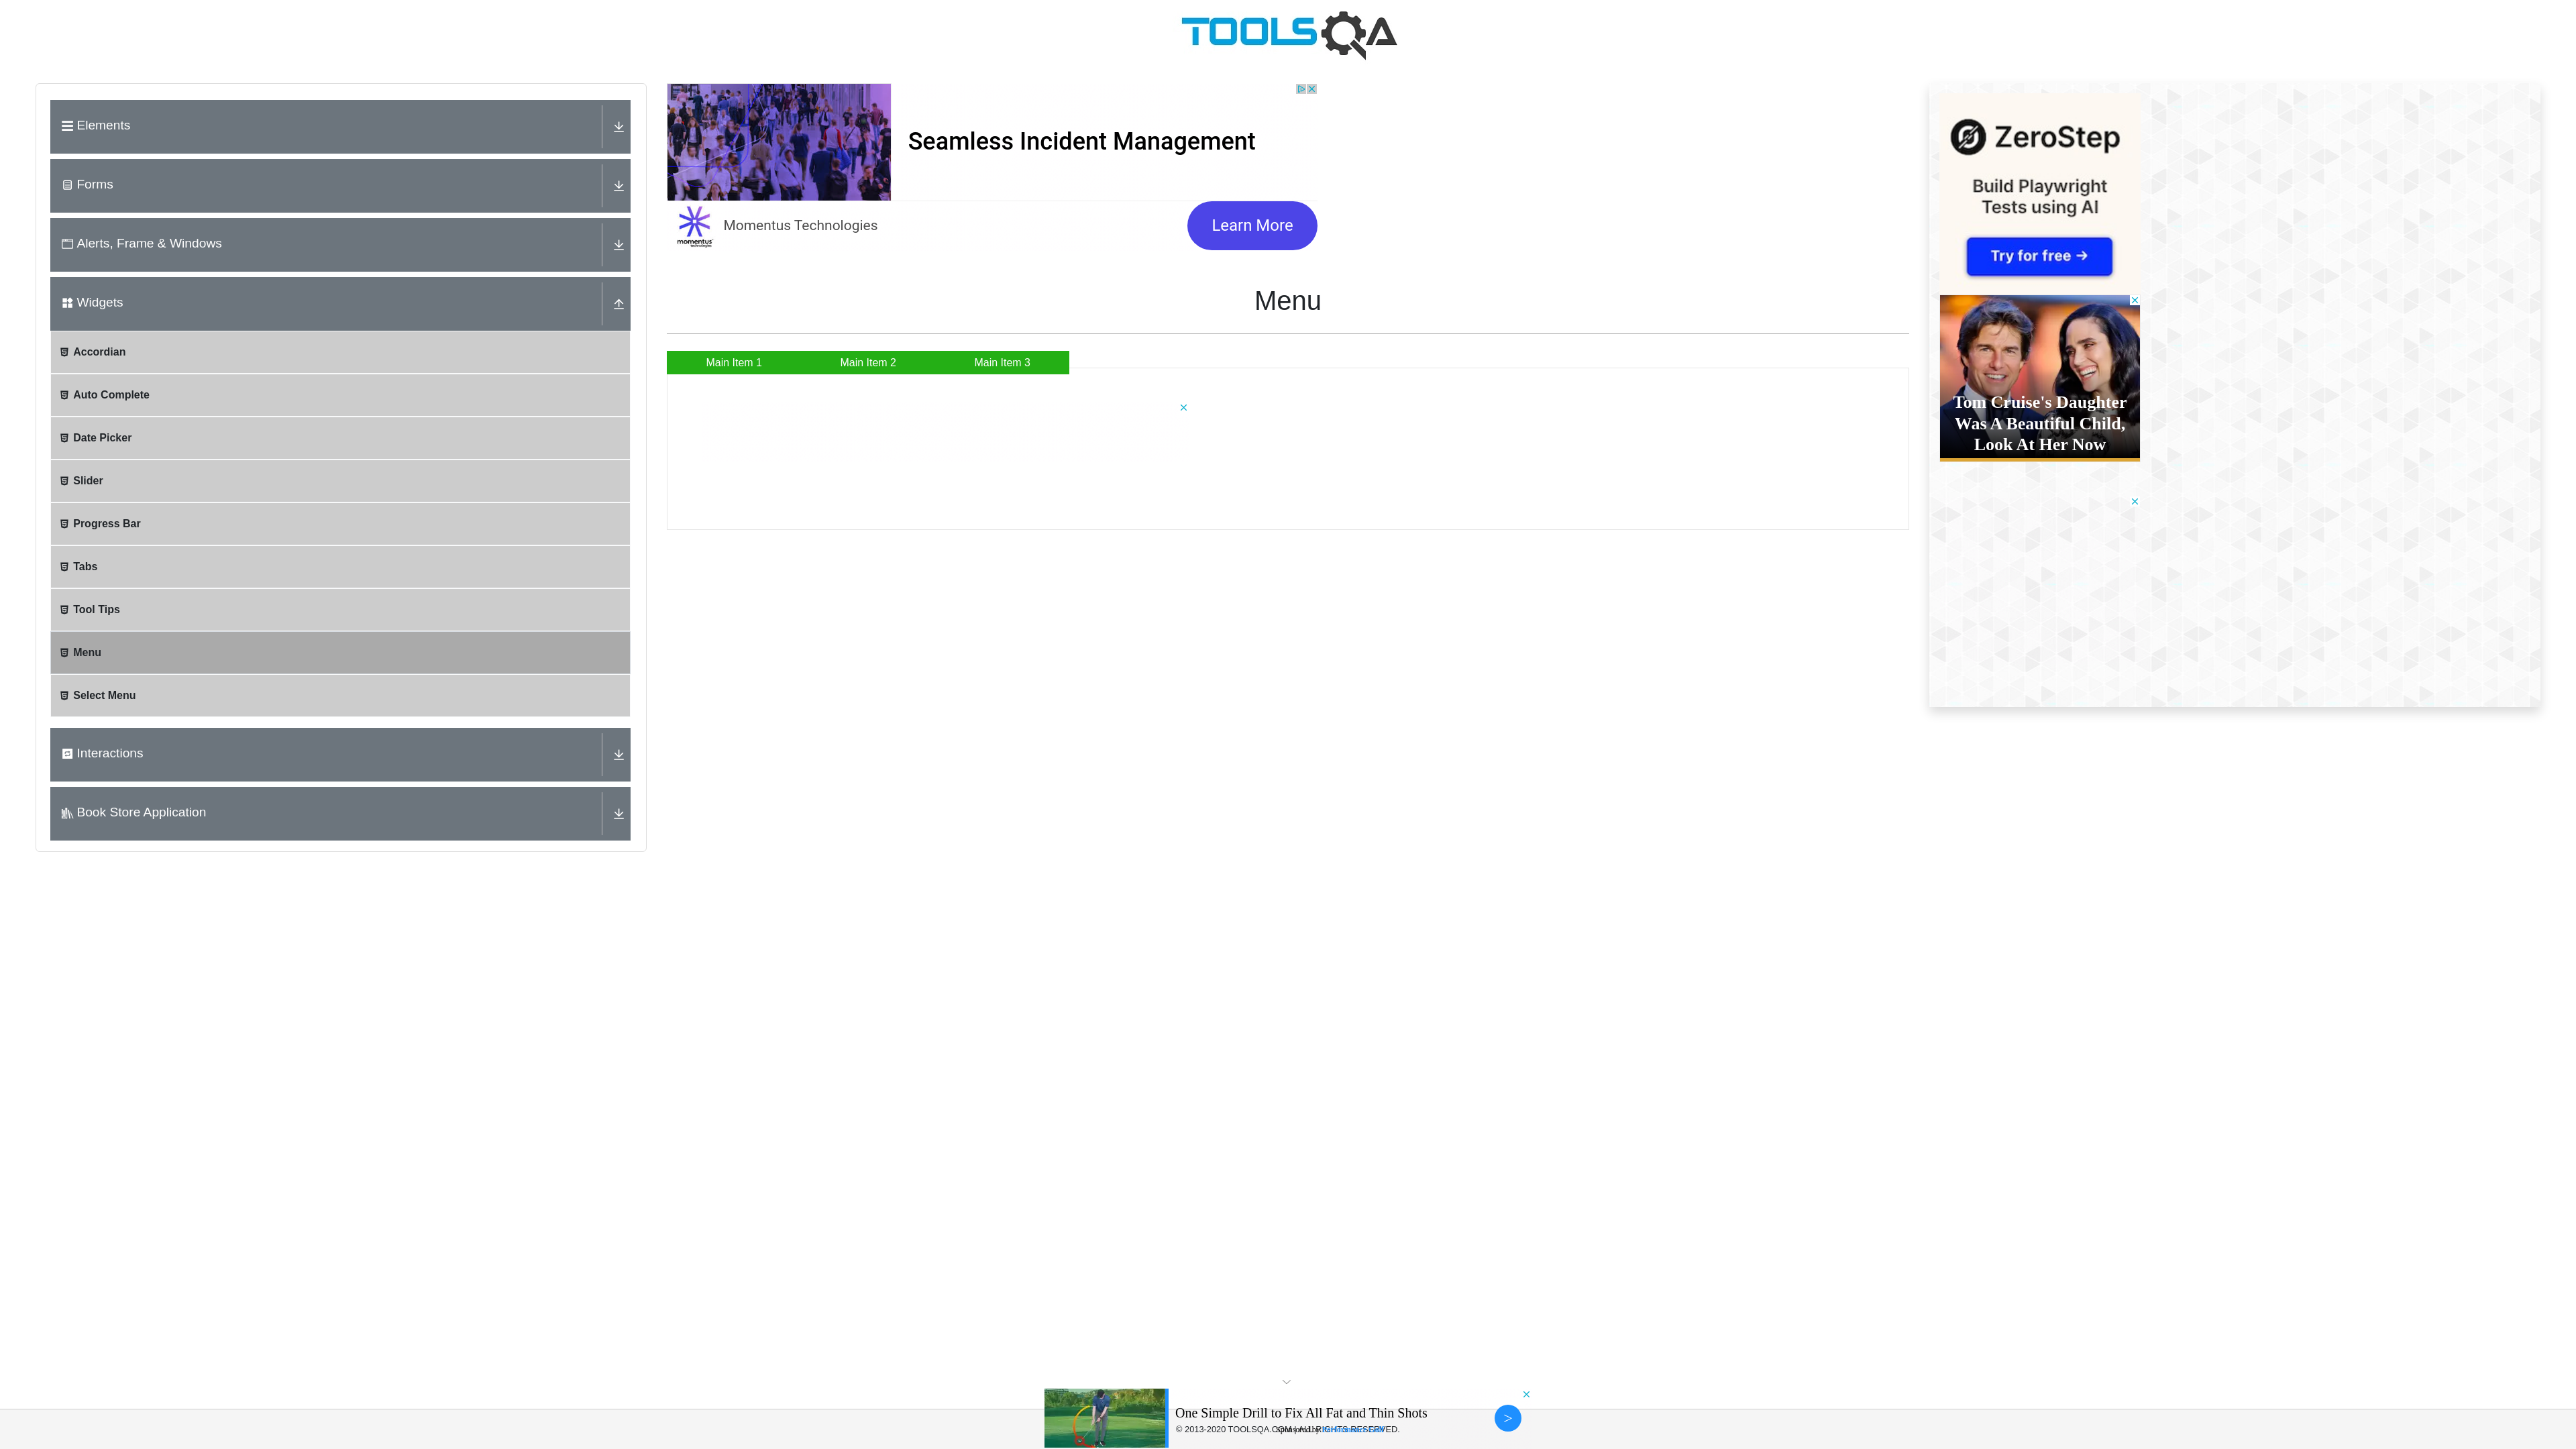 TOOLSQA
Elements
Forms
Alerts, Frame & Windows
Widgets
Accordian
Auto Complete
Date Picker
Slider
Progress Bar
Tabs
Tool Tips
Menu
Select Menu
Interactions
Book Store Application
Seamless Incident Management
momentus
Momentus Technologies
Learn More
Menu
Main Item 1
Main Item 2
Main Item 3
ZeroStep
Build Playwright
Tests using AI
Try for free →
Tom Cruise's Daughter
Was A Beautiful Child,
Look At Her Now
One Simple Drill to Fix All Fat and Thin Shots
© 2013-2020 TOOLSQA.COM | ALL RIGHTS RESERVED.